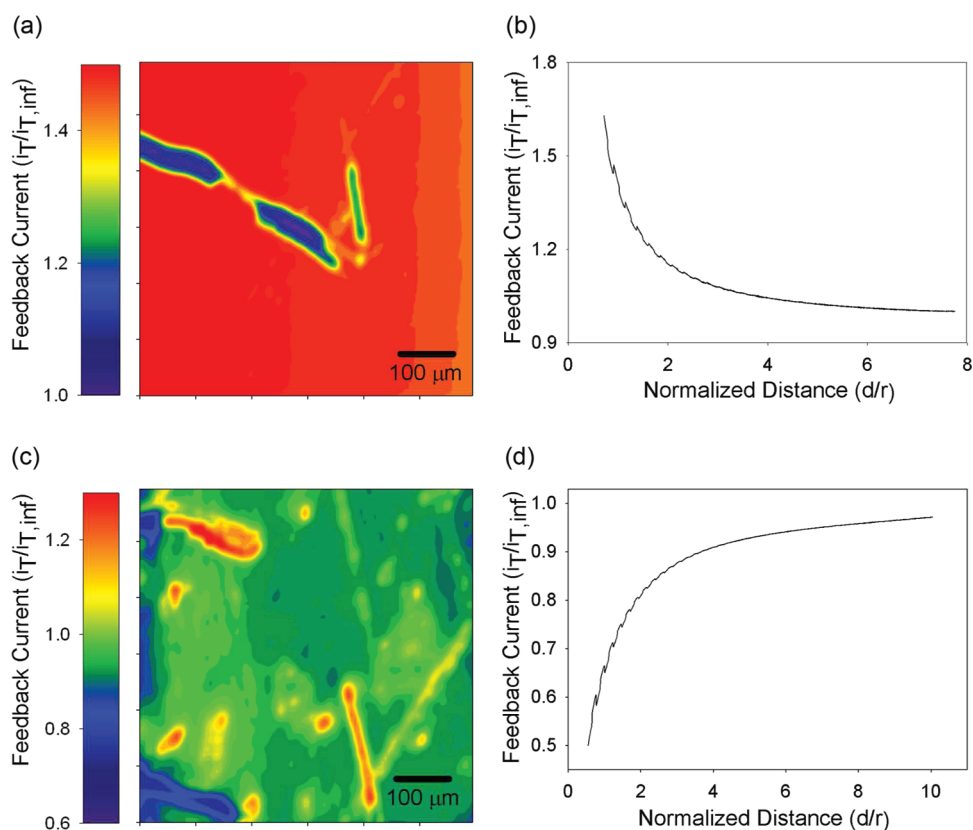 (a)
Feedback Current (iT/iT,inf)
1.4
1.2
1.0
100 μm
(b)
Feedback Current (iT/iT,inf)
1.8
1.5
1.2
0.9
0 2 4 6 8
Normalized Distance (d/r)
(c)
Feedback Current (iT/iT,inf)
1.2
1.0
0.8
0.6
100 μm
(d)
Feedback Current (iT/iT,inf)
1.0
0.9
0.8
0.7
0.6
0.5
0 2 4 6 8 10
Normalized Distance (d/r)